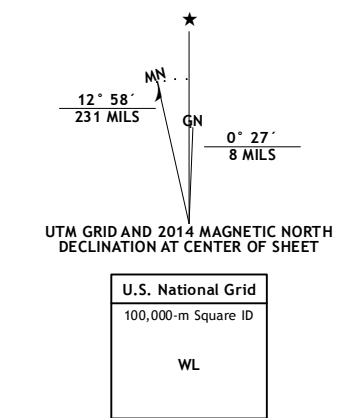 ★
MN
12° 58´
231 MILS
GN
0° 27´
8 MILS
UTM GRID AND 2014 MAGNETIC NORTH
DECLINATION AT CENTER OF SHEET
U.S. National Grid
100,000-m Square ID
WL